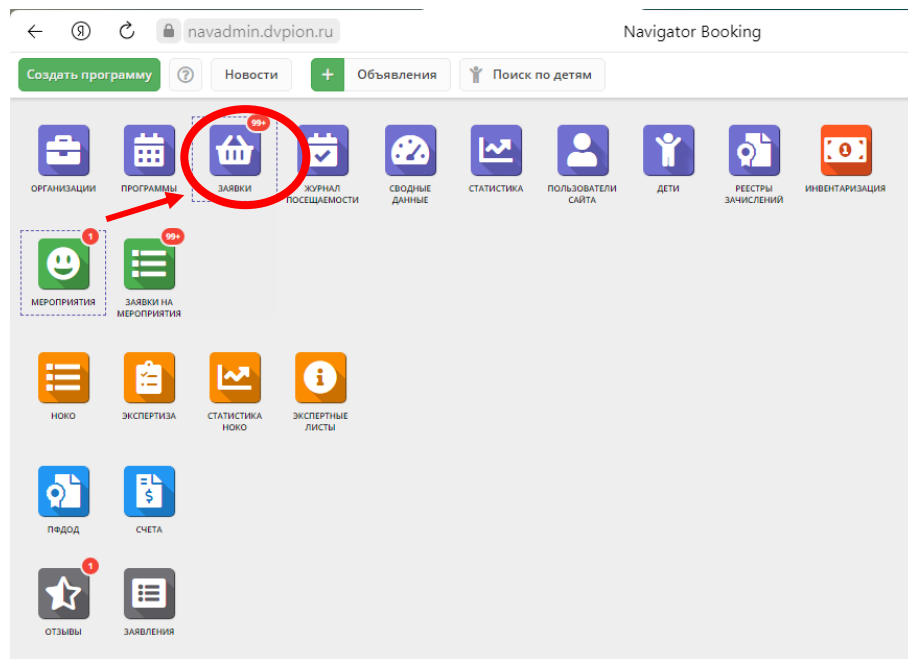 Я navadmin.dvpion.ru Navigator Booking
Создать программу ? Новости + Объявления Поиск по детям
99+
ОРГАНИЗАЦИИ
ПРОГРАММЫ
ЗАЯВКИ
ЖУРНАЛ
ПОСЕЩАЕМОСТИ
СВОДНЫЕ
ДАННЫЕ
СТАТИСТИКА
ПОЛЬЗОВАТЕЛИ
САЙТА
ДЕТИ
РЕЕСТРЫ
ЗАЧИСЛЕНИЙ
1
ИНВЕНТАРИЗАЦИЯ
1
МЕРОПРИЯТИЯ
99+
ЗАЯВКИ НА
МЕРОПРИЯТИЯ
НОКО
ЭКСПЕРТИЗА
СТАТИСТИКА
НОКО
i
ЭКСПЕРТНЫЕ
ЛИСТЫ
ПФДОД
$
СЧЕТА
1
ОТЗЫВЫ
ЗАЯВЛЕНИЯ